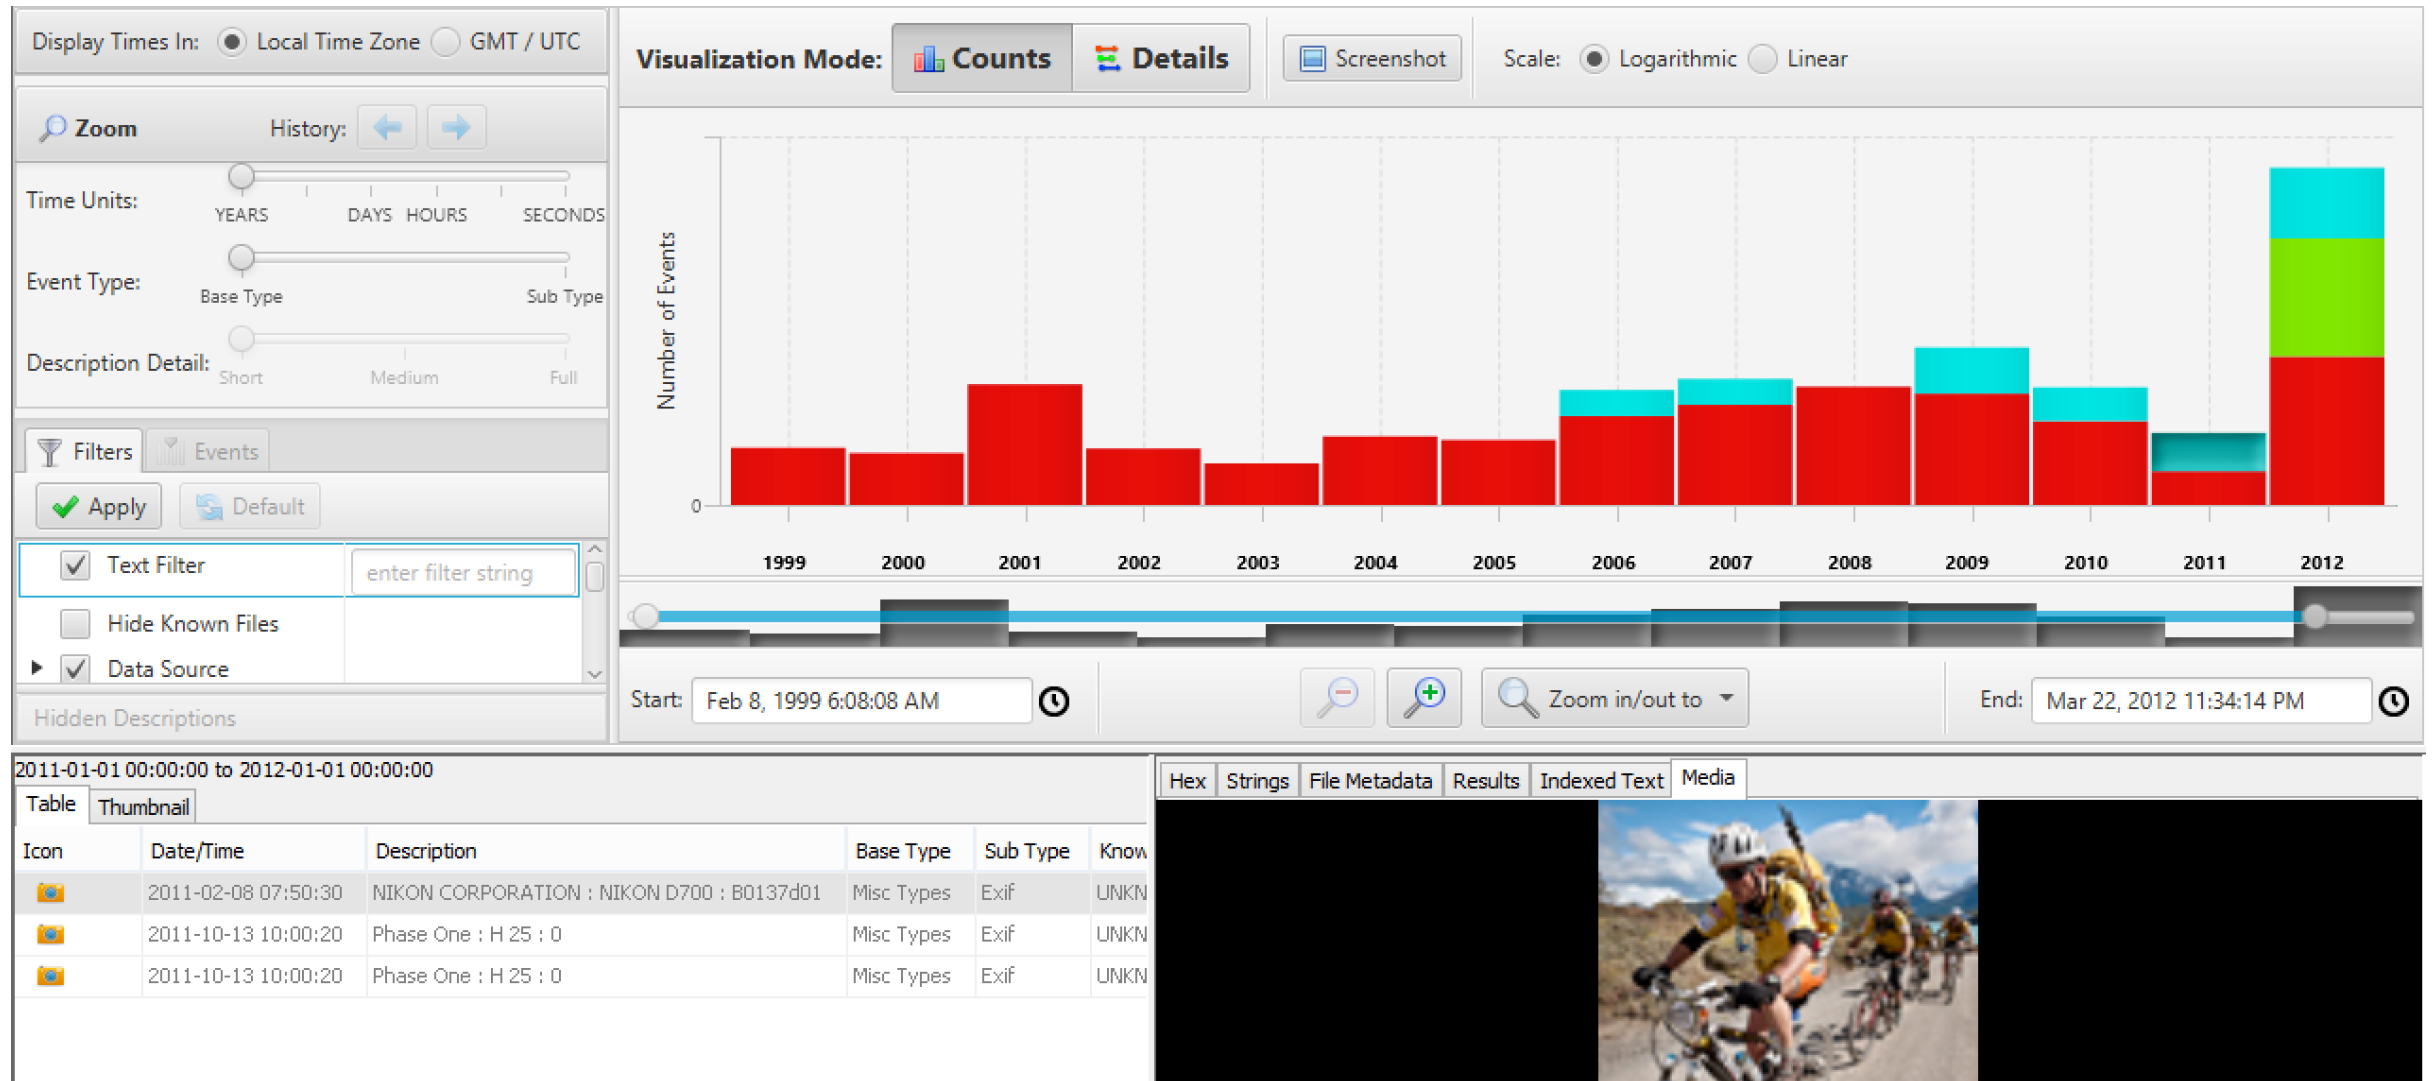 Display Times In: Local Time Zone GMT / UTC
Visualization Mode: Counts Details Screenshot Scale: Logarithmic Linear
Zoom History:
Time Units:
YEARS DAYS HOURS SECONDS
Event Type:
Base Type Sub Type
Description Detail:
Short Medium Full
Filters Events
Apply Default
Text Filter enter filter string
Hide Known Files
Data Source
Hidden Descriptions
Number of Events
0
1999 2000 2001 2002 2003 2004 2005 2006 2007 2008 2009 2010 2011 2012
Start: Feb 8, 1999 6:08:08 AM Zoom in/out to End: Mar 22, 2012 11:34:14 PM
2011-01-01 00:00:00 to 2012-01-01 00:00:00
Table Thumbnail
Icon Date/Time Description Base Type Sub Type Know
2011-02-08 07:50:30 NIKON CORPORATION : NIKON D700 : B0137d01 Misc Types Exif UNKN
2011-10-13 10:00:20 Phase One : H 25 : 0 Misc Types Exif UNKN
2011-10-13 10:00:20 Phase One : H 25 : 0 Misc Types Exif UNKN
Hex Strings File Metadata Results Indexed Text Media